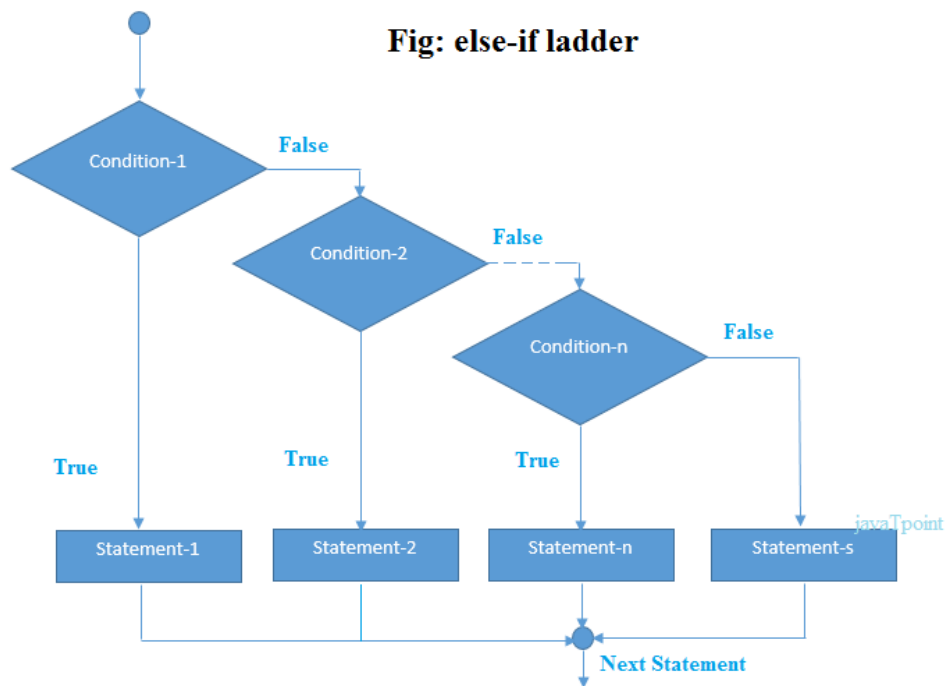 Fig: else-if ladder
Condition-1
False
Condition-2
False
Condition-n
False
True
True
True
javaTpoint
Statement-1
Statement-2
Statement-n
Statement-s
Next Statement